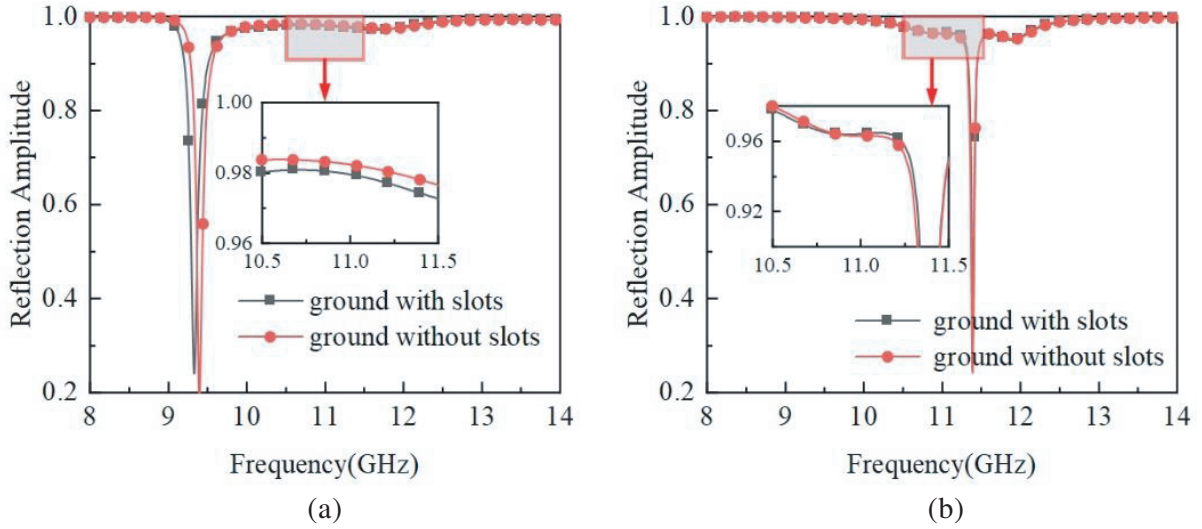 1.0
0.8
0.6
0.4
0.2
Reflection Amplitude
1.00
0.98
0.96
10.5 11.0 11.5
ground with slots
ground without slots
8 9 10 11 12 13 14
Frequency(GHz)
(a)
1.0
0.8
0.6
0.4
0.2
Reflection Amplitude
0.96
0.92
10.5 11.0 11.5
ground with slots
ground without slots
8 9 10 11 12 13 14
Frequency(GHz)
(b)